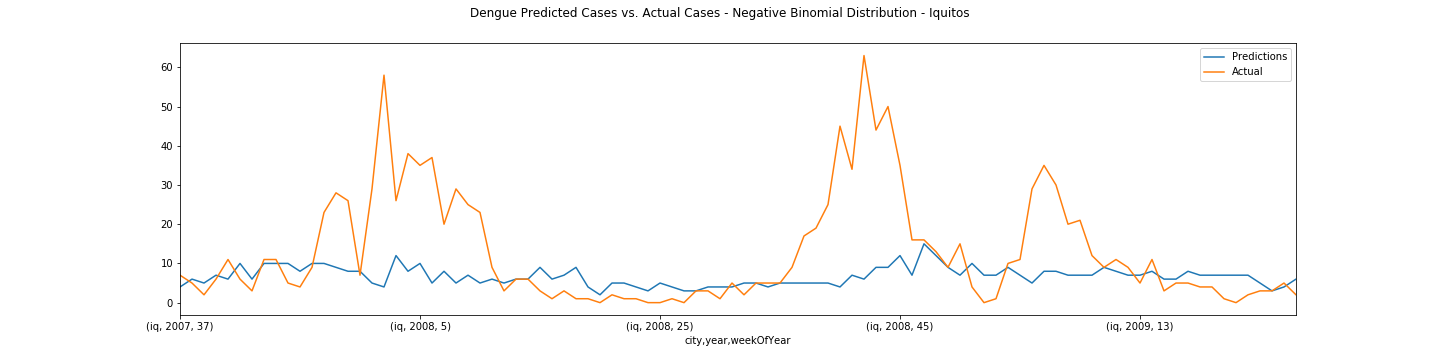 Dengue Predicted Cases vs. Actual Cases - Negative Binomial Distribution - Iquitos
Predictions
Actual
60
50
40
30
20
10
0
(iq, 2007, 37)
(iq, 2008, 5)
(iq, 2008, 25)
(iq, 2008, 45)
(iq, 2009, 13)
city,year,weekOfYear